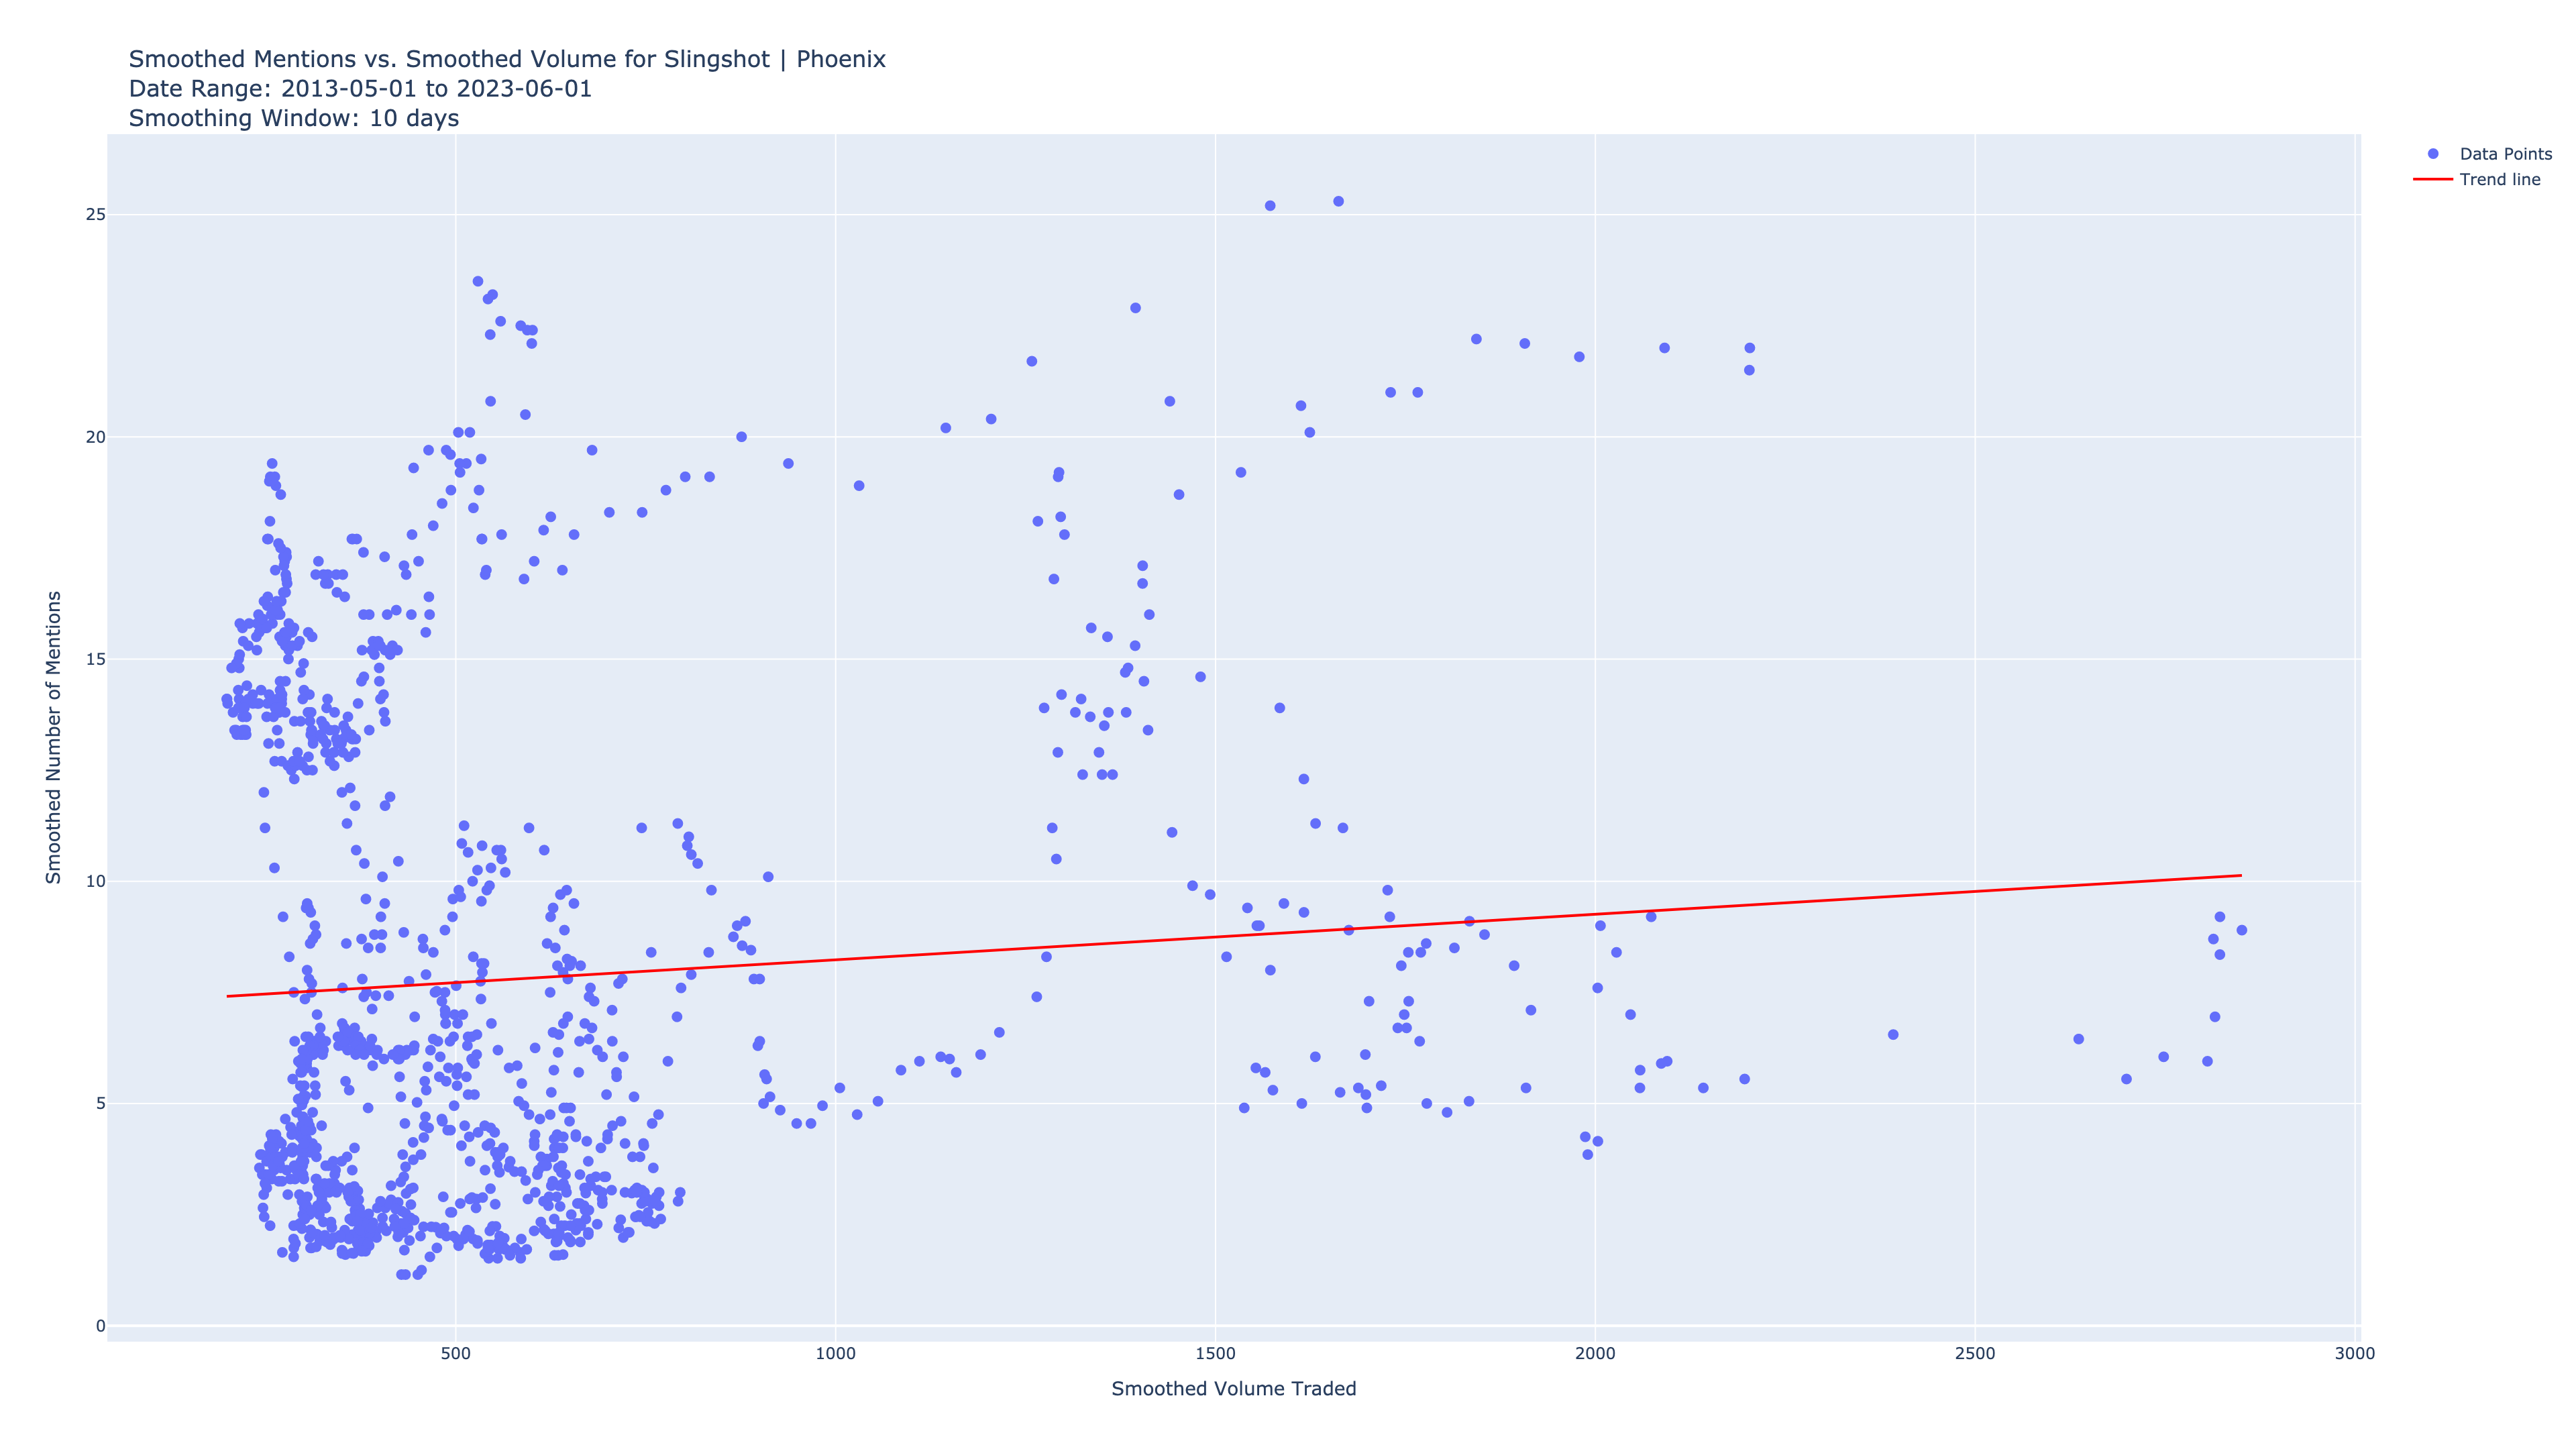 Smoothed Mentions vs. Smoothed Volume for Slingshot | Phoenix
Date Range: 2013-05-01 to 2023-06-01
Smoothing Window: 10 days
Data Points
Trend line
25
20
15
10
5
0
Smoothed Number of Mentions
500
1000
1500
2000
2500
3000
Smoothed Volume Traded